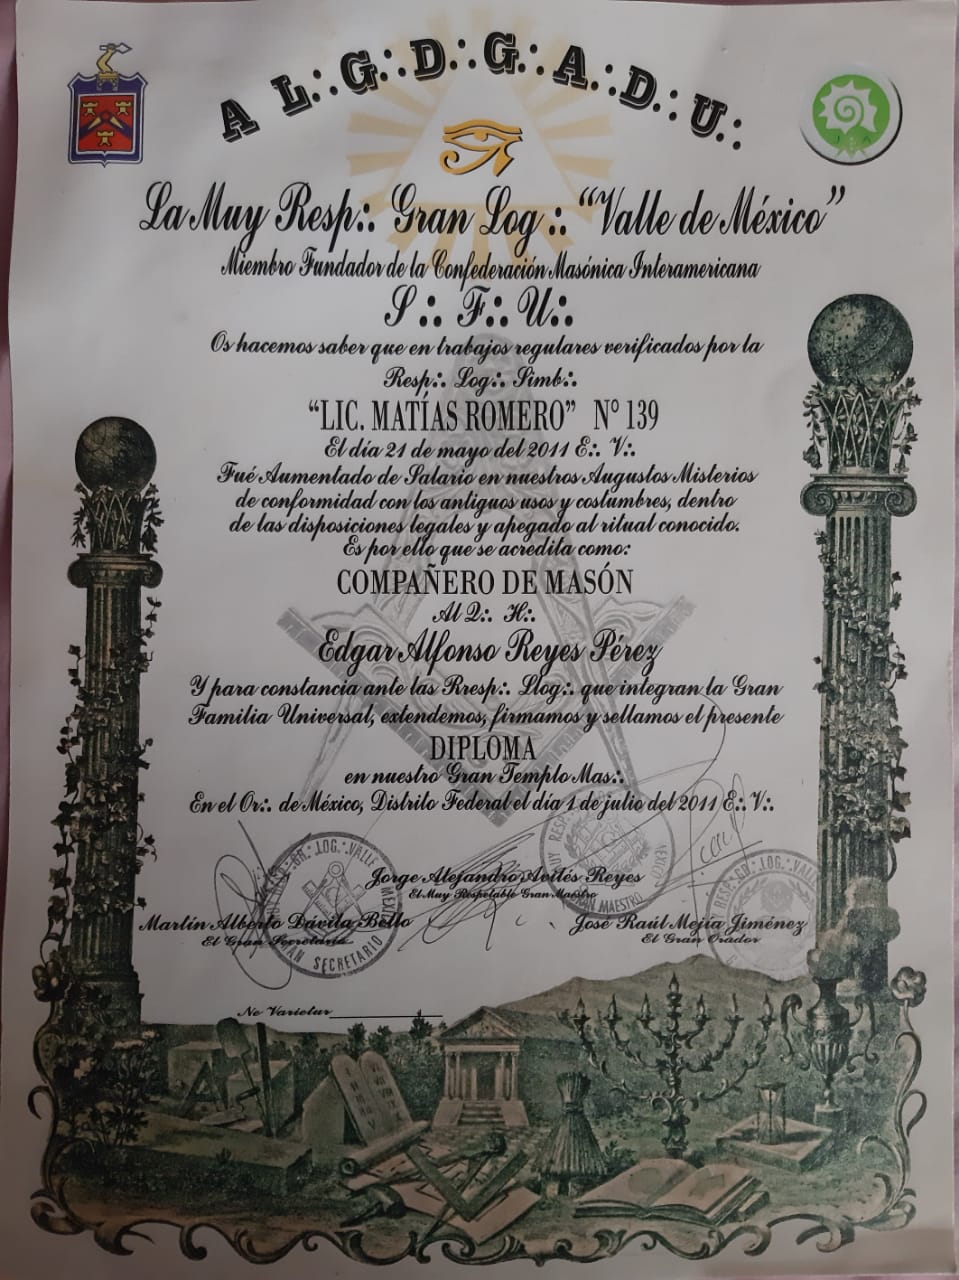 A L.·. G.·. D.·. G.·. A.·. D.·. U.·.
La Muy Resp.·. Gran Log.·. “Valle de México”
Miembro Fundador de la Confederación Masónica Interamericana
S.·. F.·. U.·.
Os hacemos saber que en trabajos regulares verificados por la
Resp.·. Log.·. Simb.·.
“LIC. MATÍAS ROMERO” Nº 139
El día 21 de mayo del 2011 E.·. V.·.
Fué Aumentado de Salario en nuestros Augustos Misterios
de conformidad con los antiguos usos y costumbres, dentro
de las disposiciones legales y apegado al ritual conocido.
Es por ello que se acredita como:
COMPAÑERO DE MASÓN
Al Q.·. H.·.
Edgar Alfonso Reyes Pérez
Y para constancia ante las Rresp.·. Llog.·. que integran la Gran
Familia Universal, extendemos, firmamos y sellamos el presente
DIPLOMA
en nuestro Gran Templo Mas.·.
En el Or.·. de México, Distrito Federal el día 1 de julio del 2011 E.·. V.·.
Jorge Alejandro Avilés Reyes
El Muy Respetable Gran Maestro
Martín Alberto Dávila Bello
El Gran Secretario
José Raúl Mejía Jiménez
El Gran Orador
GR.·. LOG.·. VALLE MEXICO
GRAN SECRETARIO
MUY RESP.
MEXICO
GRAN MAESTRO
RESP.·. GR.·. LOG.·. VALLE
Ne Varietur